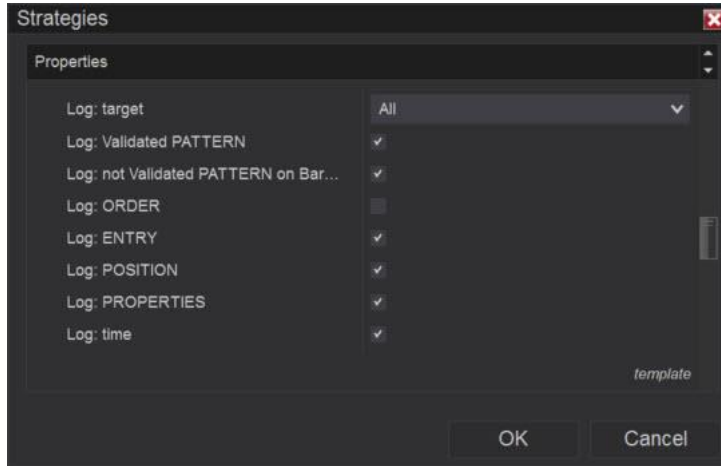 Strategies
Properties
Log: target All
Log: Validated PATTERN
Log: not Validated PATTERN on Bar...
Log: ORDER
Log: ENTRY
Log: POSITION
Log: PROPERTIES
Log: time
template
OK Cancel